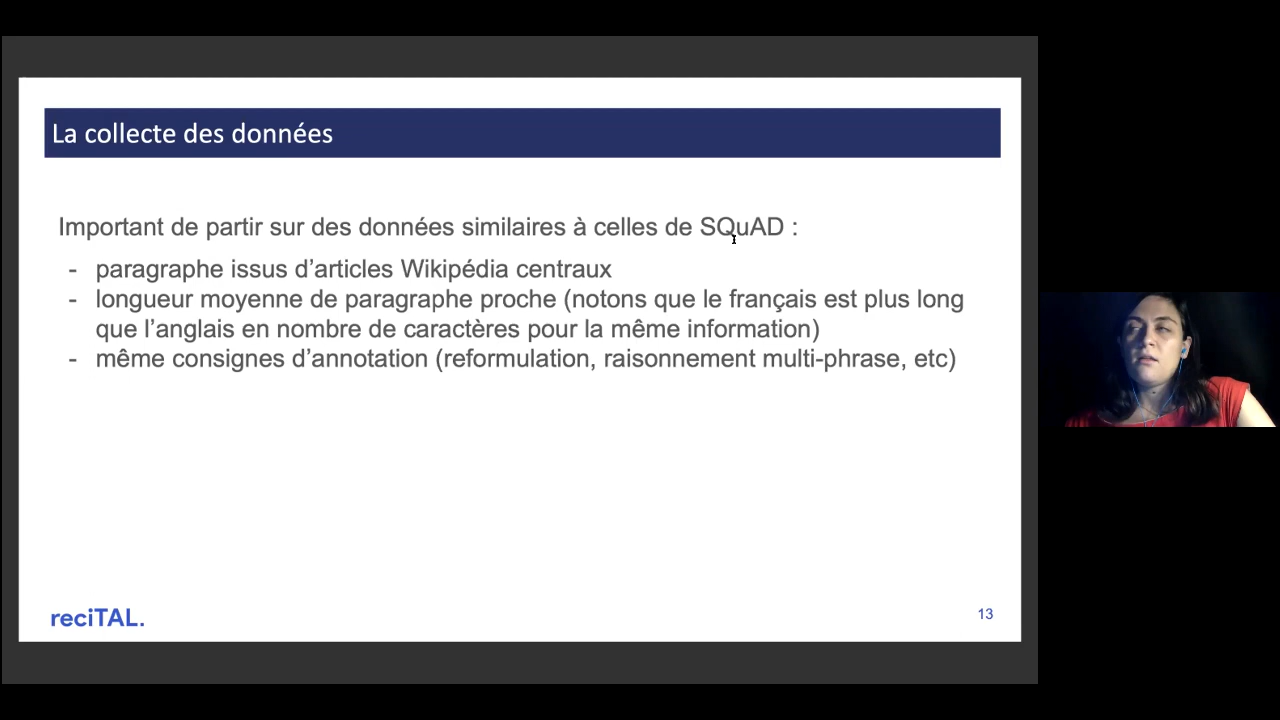 La collecte des données
Important de partir sur des données similaires à celles de SQuAD :
- paragraphe issus d’articles Wikipédia centraux
- longueur moyenne de paragraphe proche (notons que le français est plus long
que l’anglais en nombre de caractères pour la même information)
- même consignes d’annotation (reformulation, raisonnement multi-phrase, etc)
reciTAL.
13